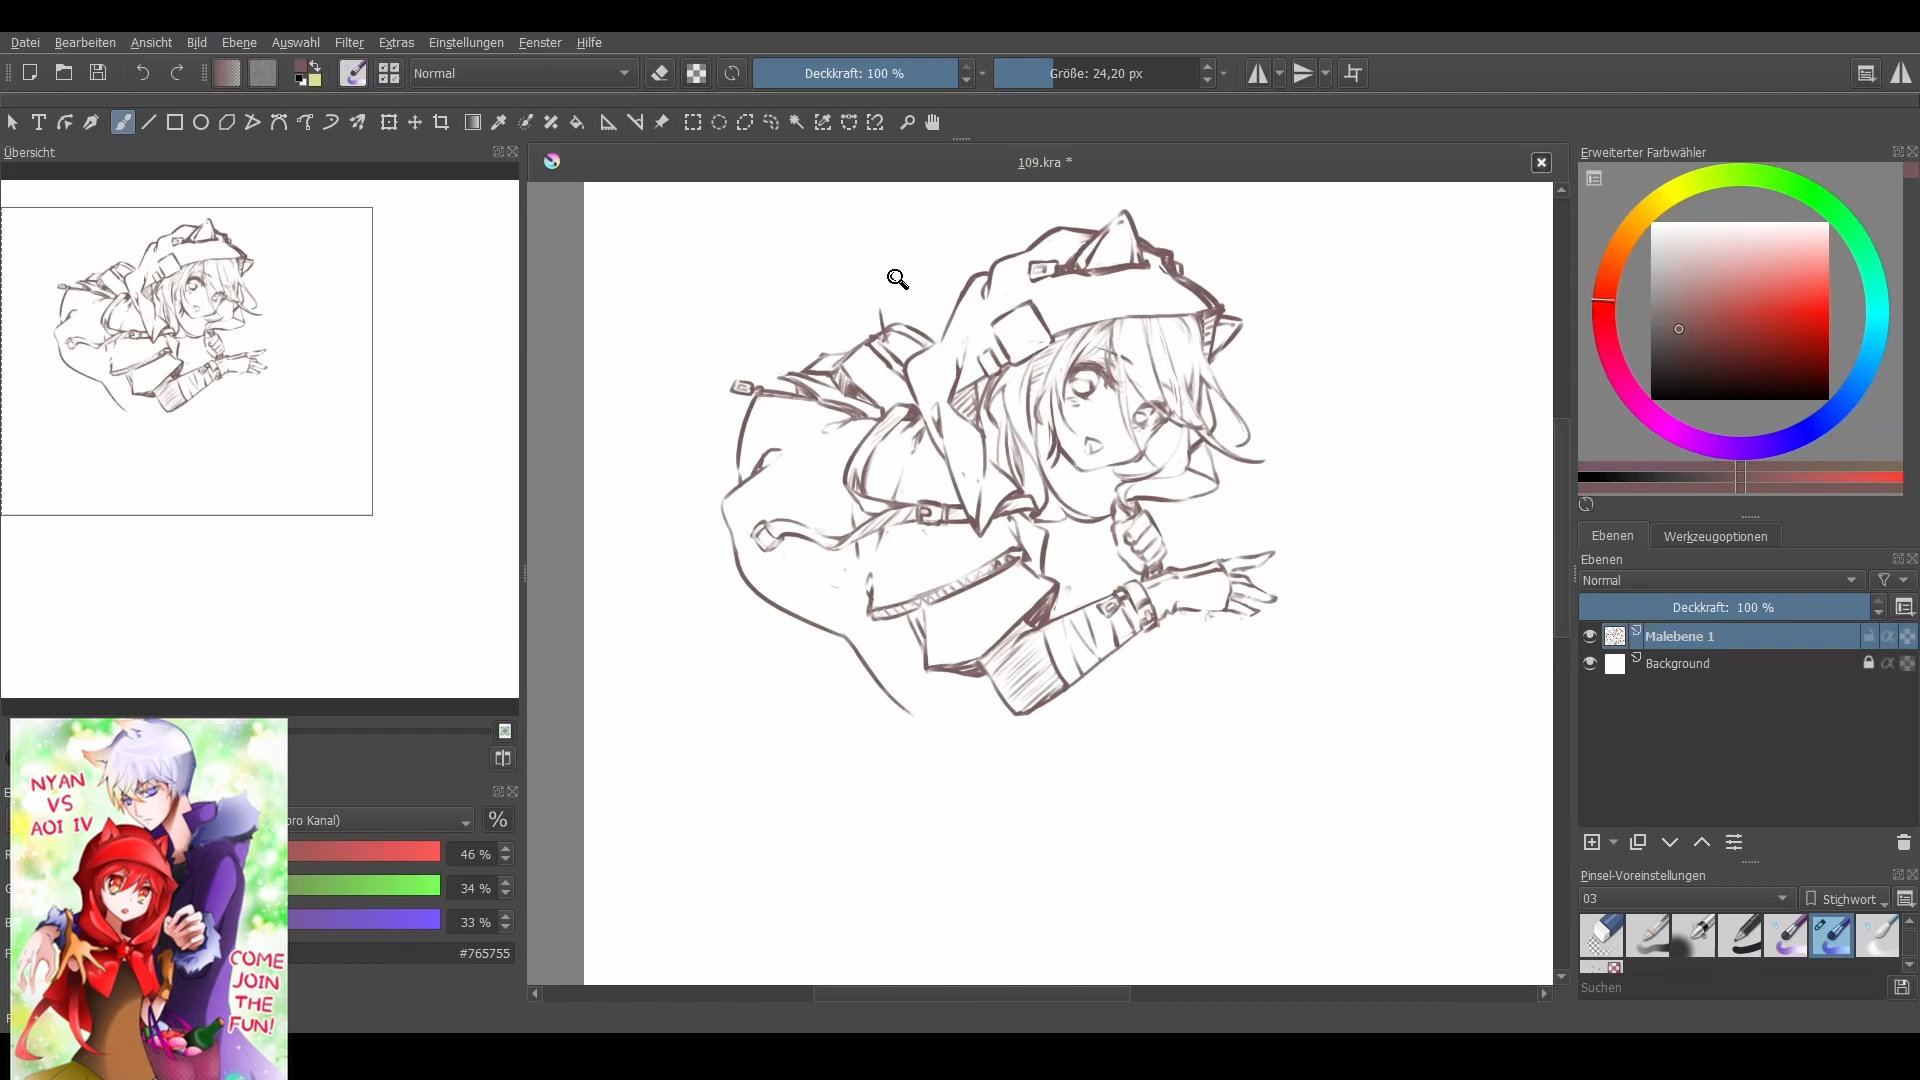 Datei Bearbeiten Ansicht Bild Ebene Auswahl Filter Extras Einstellungen Fenster Hilfe
Normal
Deckkraft: 100 %
Größe: 24,20 px
Übersicht
109.kra *
Erweiterter Farbwähler
Ebenen Werkzeugoptionen
Ebenen
Normal
Deckkraft: 100 %
Malebene 1
Background
Pinsel-Voreinstellungen
03
Stichwort
Suchen
pro Kanal)
%
46 %
34 %
33 %
#765755
NYAN
VS
AOI IV
COME
JOIN
THE
FUN!